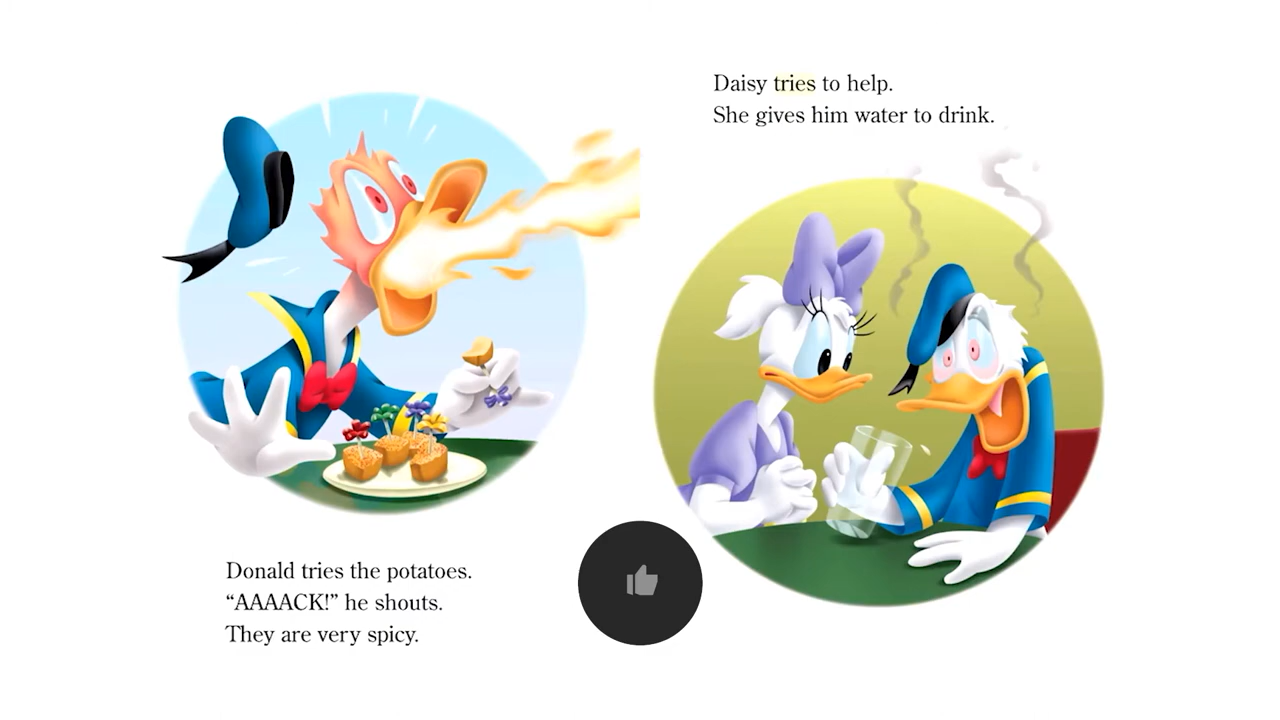 Donald tries the potatoes.
“AAAACK!” he shouts.
They are very spicy.
Daisy tries to help.
She gives him water to drink.